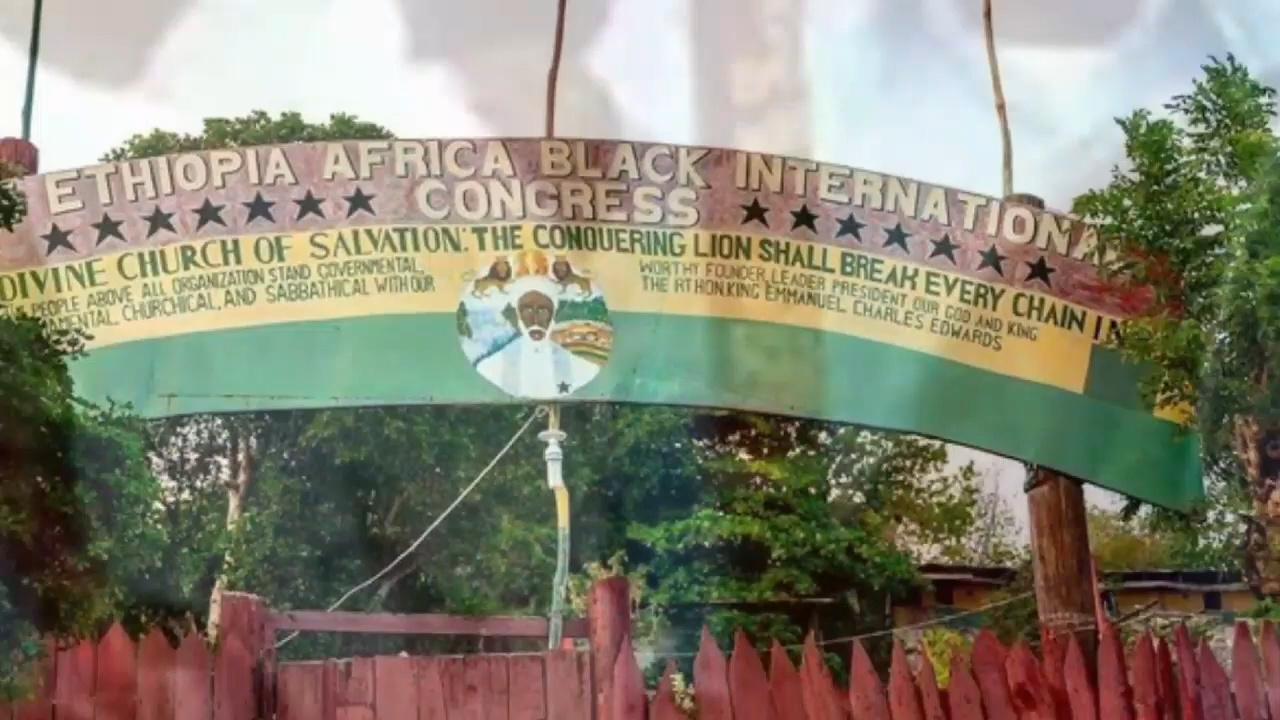 ETHIOPIA AFRICA BLACK INTERNATIONA
CONGRESS
DIVINE CHURCH OF SALVATION. THE CONQUERING LION SHALL BREAK EVERY CHAIN IN
PEOPLE ABOVE ALL ORGANIZATION STAND GOVERNMENTAL,
CHURCHICAL, AND SABBATHICAL WITH OUR
WORTHY FOUNDER, LEADER PRESIDENT OUR GOD AND KING
THE RT HON. KING EMMANUEL CHARLES EDWARDS